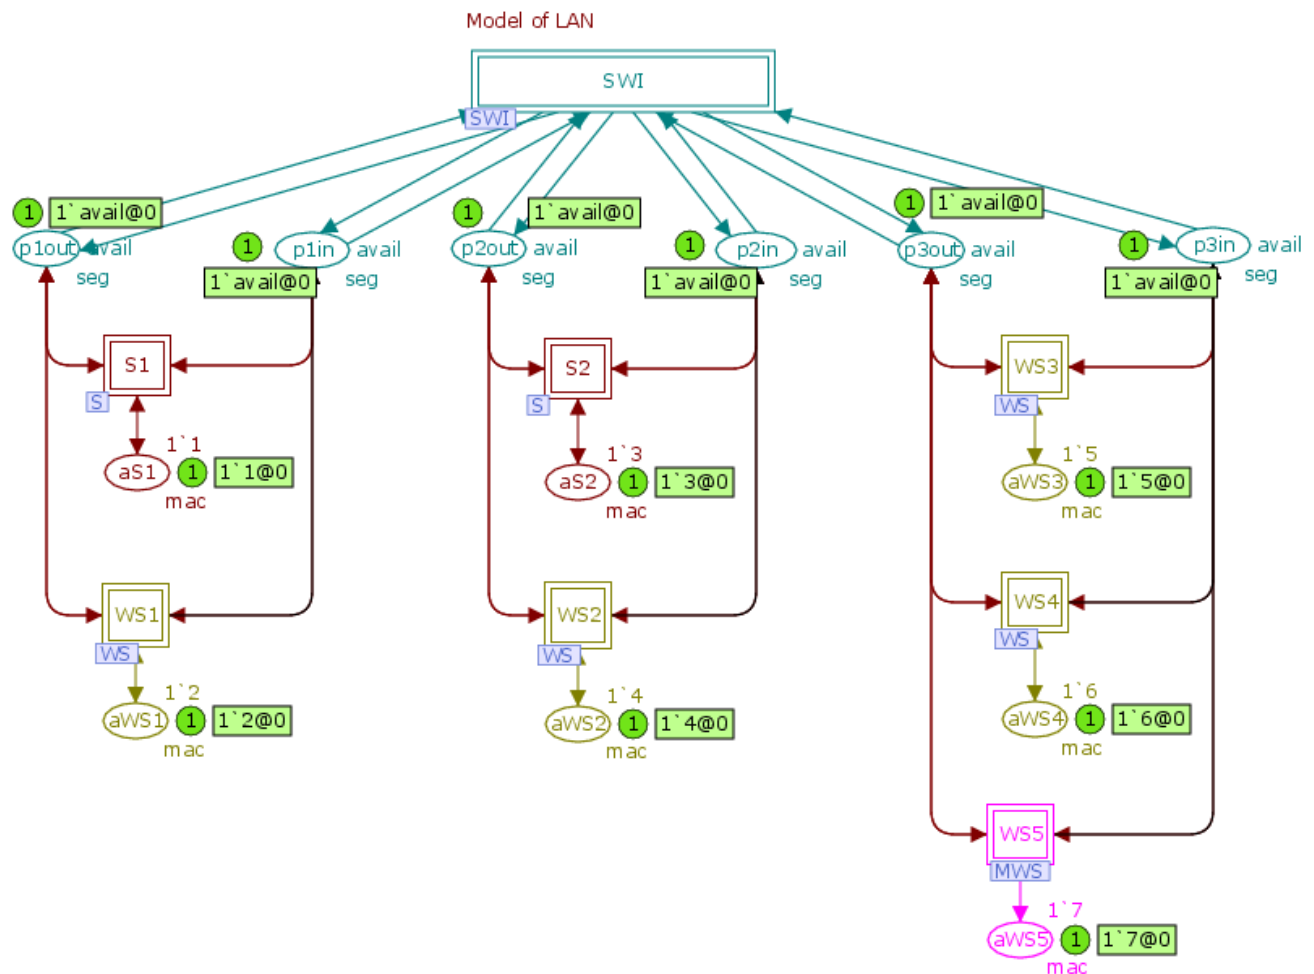 Model of LAN
SWI
SWI
1 1`avail@0
p1out avail
seg
1
p1in avail
seg
1`avail@0
1 1`avail@0
p2out avail
seg
1
p2in avail
seg
1`avail@0
1 1`avail@0
p3out avail
seg
1
p3in avail
seg
1`avail@0
S1
S
1`1
aS1 1 1`1@0
mac
WS1
WS
1`2
aWS1 1 1`2@0
mac
S2
S
1`3
aS2 1 1`3@0
mac
WS2
WS
1`4
aWS2 1 1`4@0
mac
WS3
WS
1`5
aWS3 1 1`5@0
mac
WS4
WS
1`6
aWS4 1 1`6@0
mac
WS5
MWS
1`7
aWS5 1 1`7@0
mac